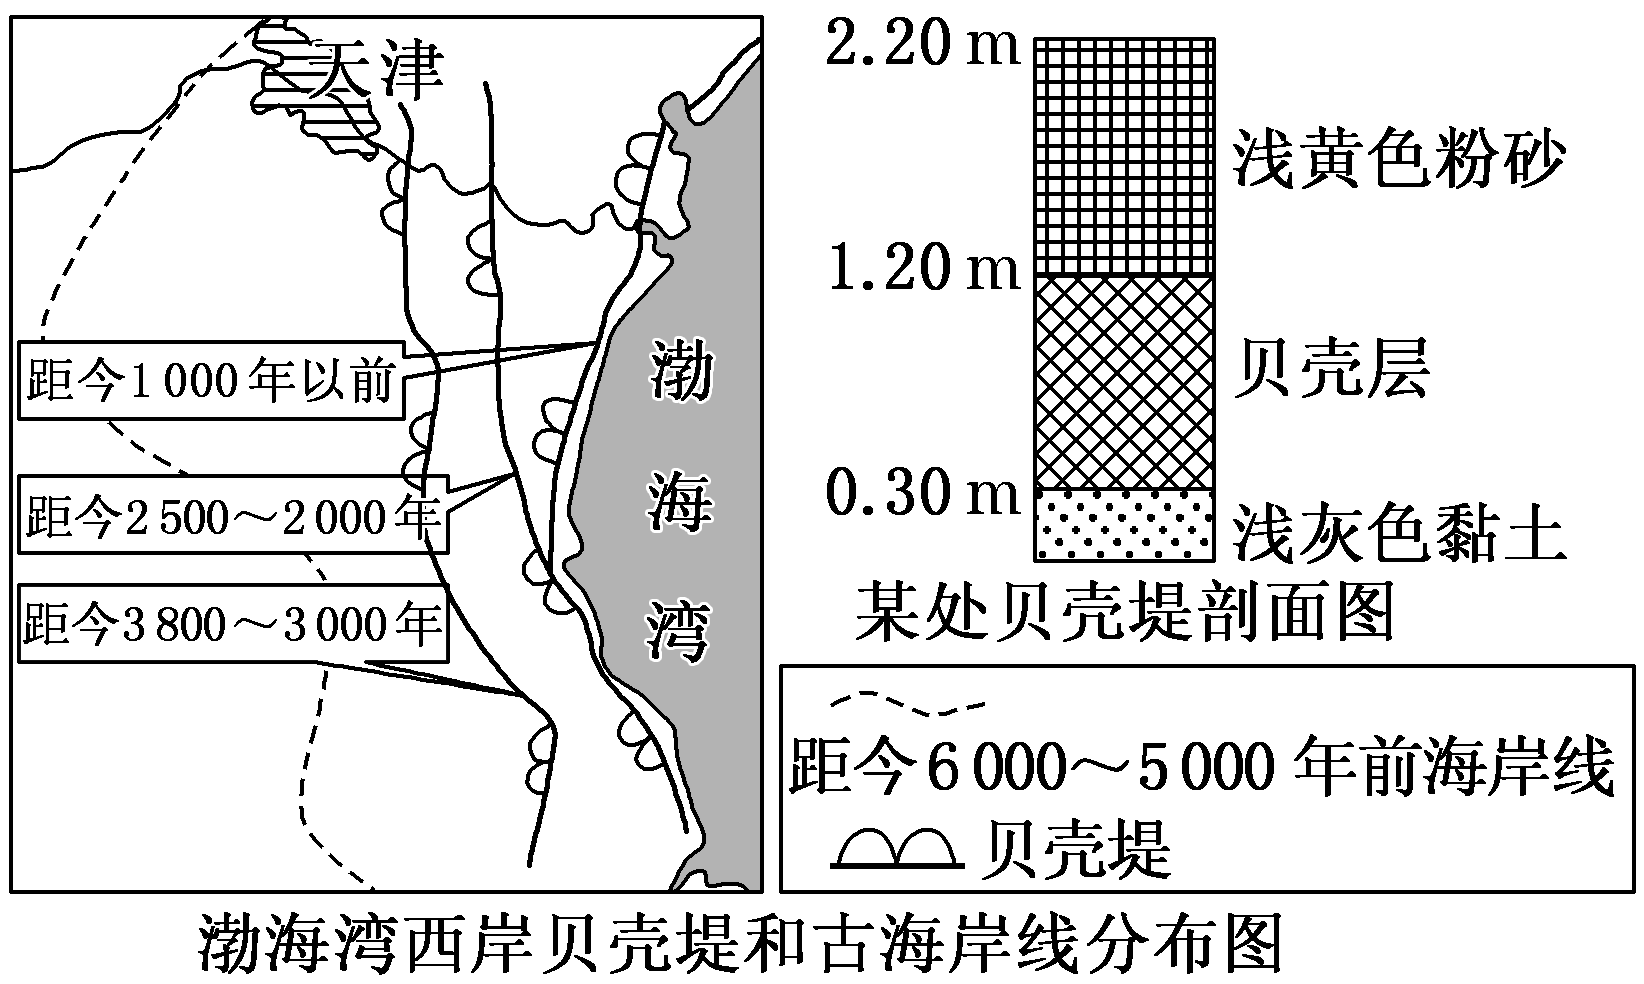 天津
距今1 000年以前
距今2 500～2 000年
距今3 800～3 000年
渤海湾
2.20 m
浅黄色粉砂
1.20 m
贝壳层
0.30 m
浅灰色黏土
某处贝壳堤剖面图
距今6 000～5 000 年前海岸线
贝壳堤
渤海湾西岸贝壳堤和古海岸线分布图